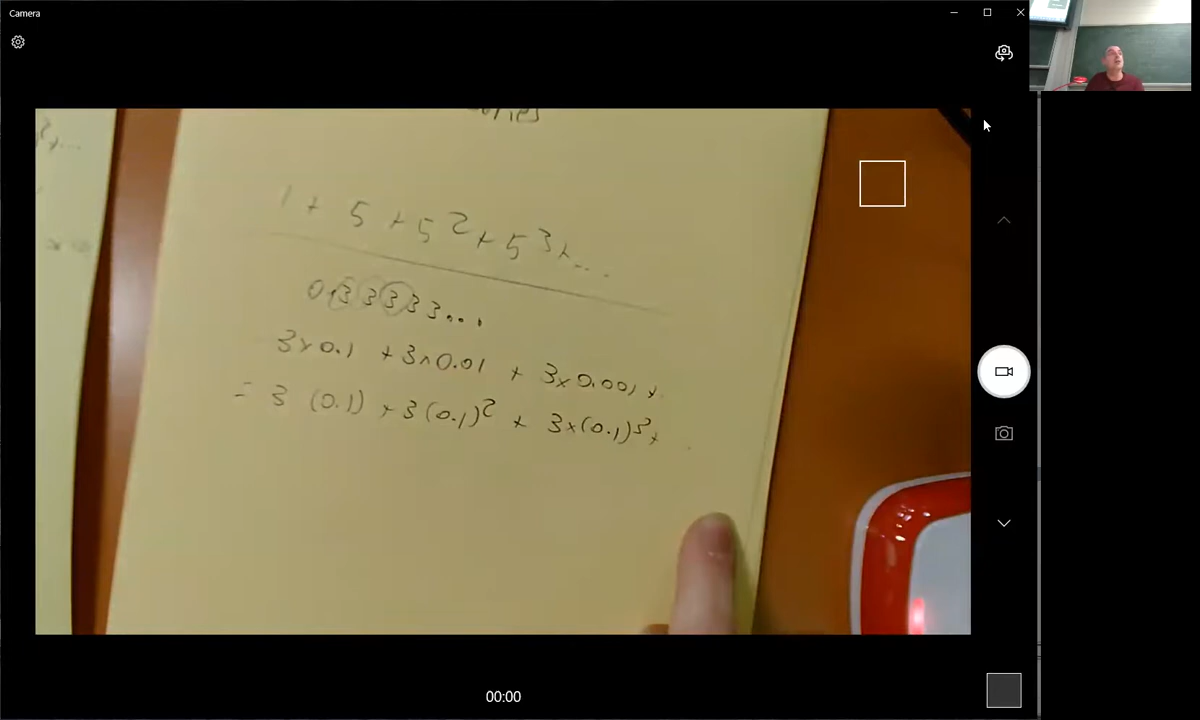 Camera
1 + 5 + 5² + 5³ + ...
0.33333...
3×0.1 + 3×0.01 + 3×0.001 +
= 3 (0.1) + 3(0.1)² + 3×(0.1)³ +
00:00